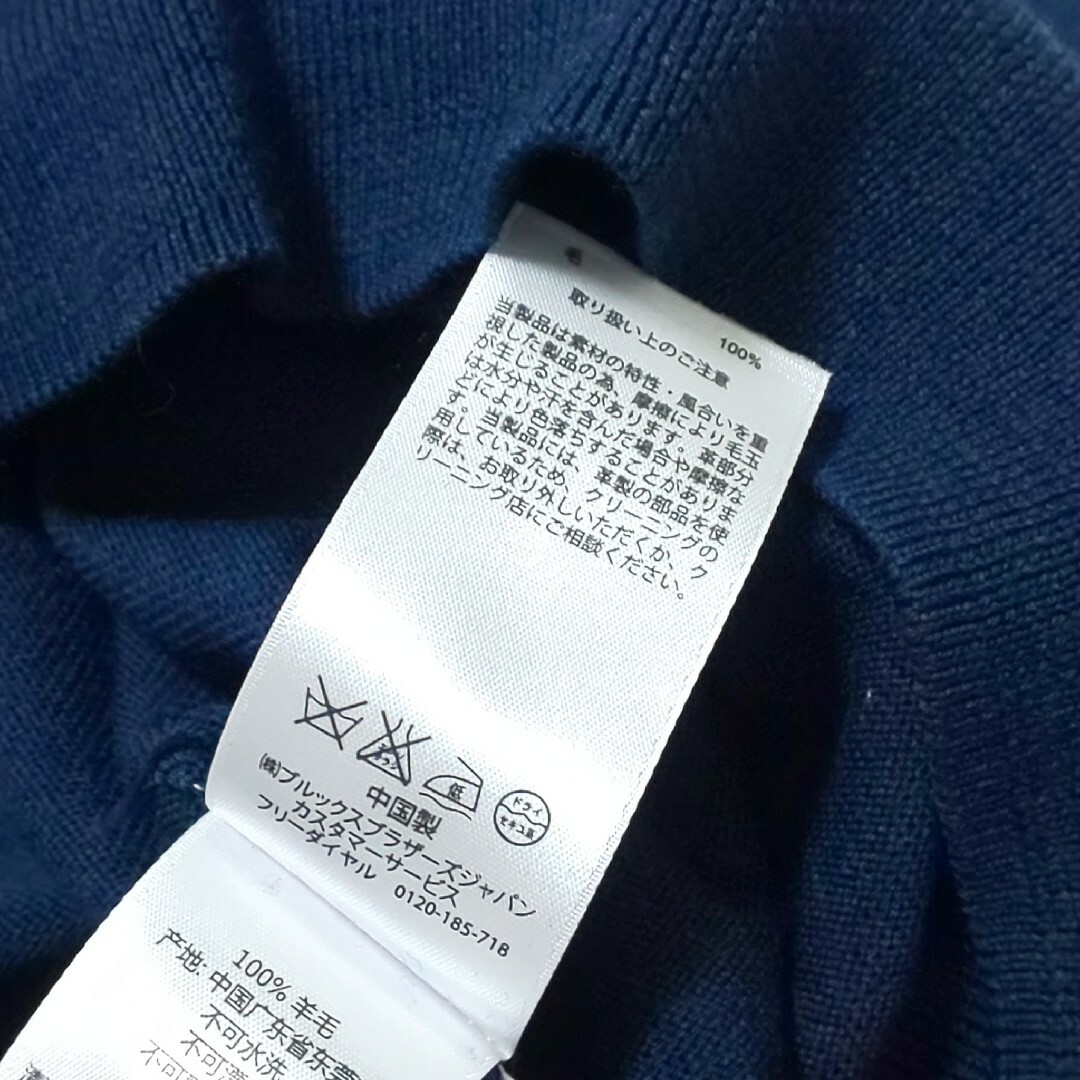 毛 100%
取り扱い上のご注意
当製品は素材の特性・風合いを重
視した製品の為、摩擦により毛玉
が生じることがあります。革部分
は水分や汗を含んだ場合や摩擦な
どにより色落ちすることがありま
す。当製品には、革製の部品を使
用しているため、クリーニングの
際は、お取り外しいただくか、ク
リーニング店にご相談ください。
低
ドライ
セキユ系
中国製
(株)ブルックスブラザーズジャパン
カスタマーサービス
フリーダイヤル 0120-185-718
100% 羊毛
产地: 中国广东省东莞
不可水洗
不可漂
不可